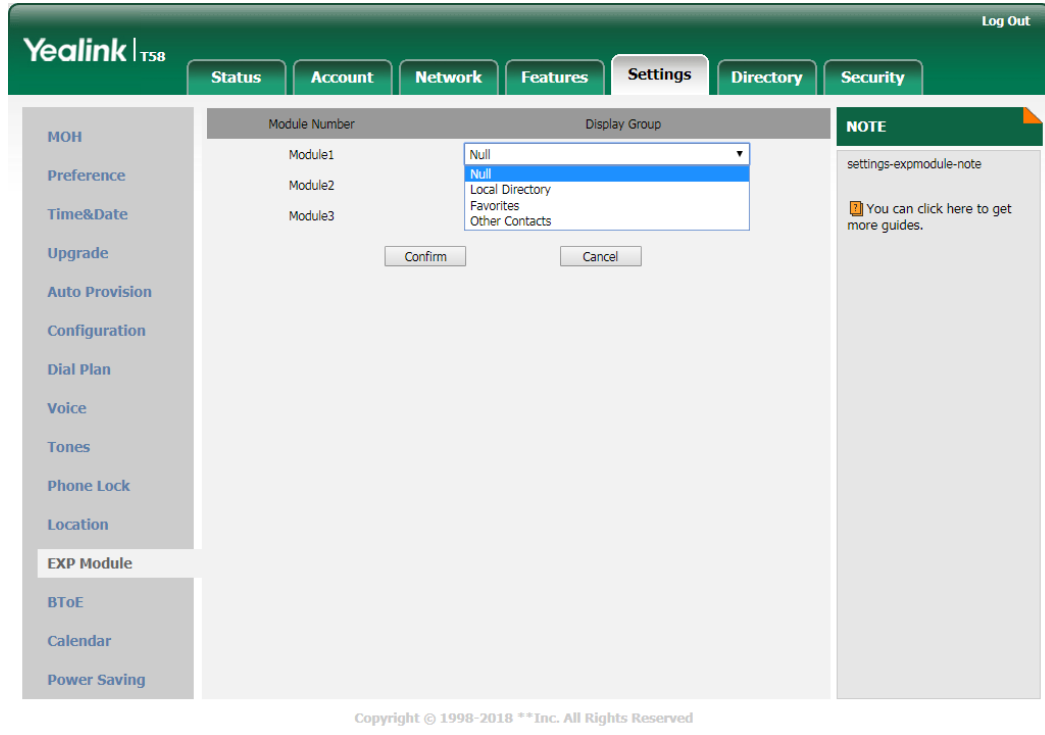 Log Out
Yealink T58
Status Account Network Features Settings Directory Security
MOH
Preference
Time&Date
Upgrade
Auto Provision
Configuration
Dial Plan
Voice
Tones
Phone Lock
Location
EXP Module
BToE
Calendar
Power Saving
Module Number Display Group
Module1 Null
Null
Module2 Local Directory
Favorites
Module3 Other Contacts
Confirm Cancel
NOTE
settings-expmodule-note
? You can click here to get
more guides.
Copyright © 1998-2018 **Inc. All Rights Reserved